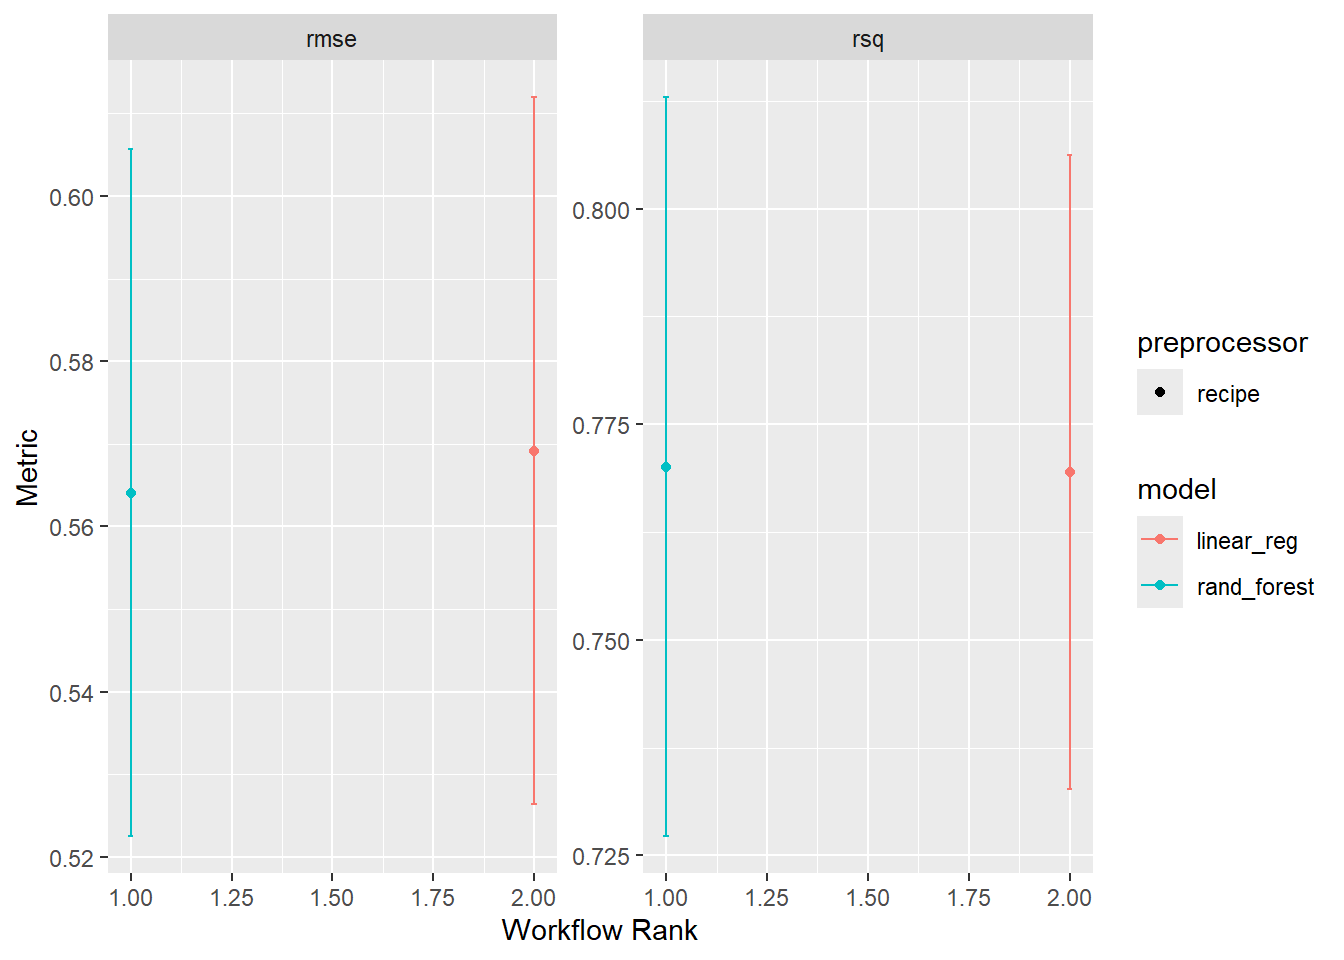 rmse
rsq
Metric
0.60
0.58
0.56
0.54
0.52
0.800
0.775
0.750
0.725
1.00 1.25 1.50 1.75 2.00
1.00 1.25 1.50 1.75 2.00
Workflow Rank
preprocessor
recipe
model
linear_reg
rand_forest